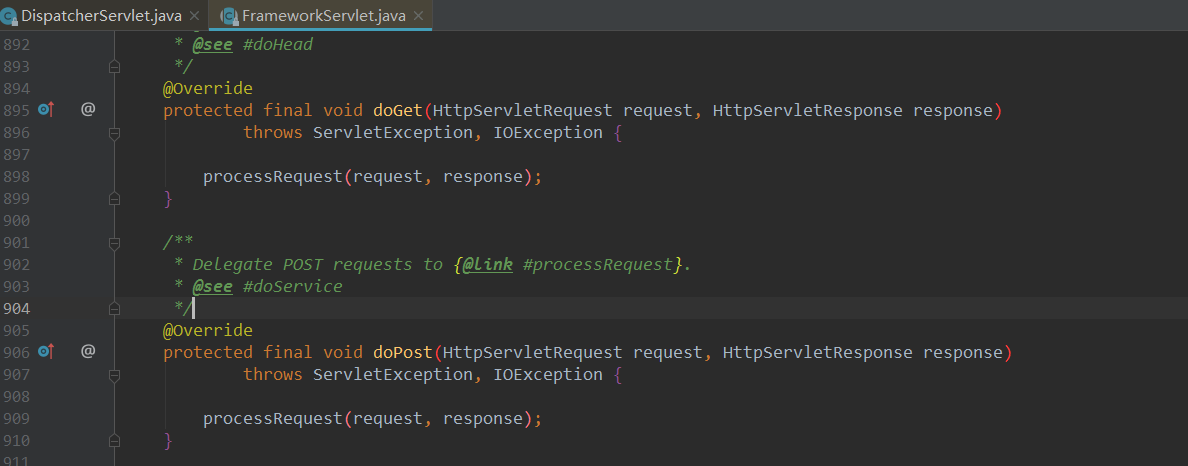 DispatcherServlet.java × FrameworkServlet.java ×
892 * @see #doHead
893 */
894 @Override
895 @ protected final void doGet(HttpServletRequest request, HttpServletResponse response)
896 throws ServletException, IOException {
897
898 processRequest(request, response);
899 }
900
901 /**
902 * Delegate POST requests to {@link #processRequest}.
903 * @see #doService
904 */
905 @Override
906 @ protected final void doPost(HttpServletRequest request, HttpServletResponse response)
907 throws ServletException, IOException {
908
909 processRequest(request, response);
910 }
911